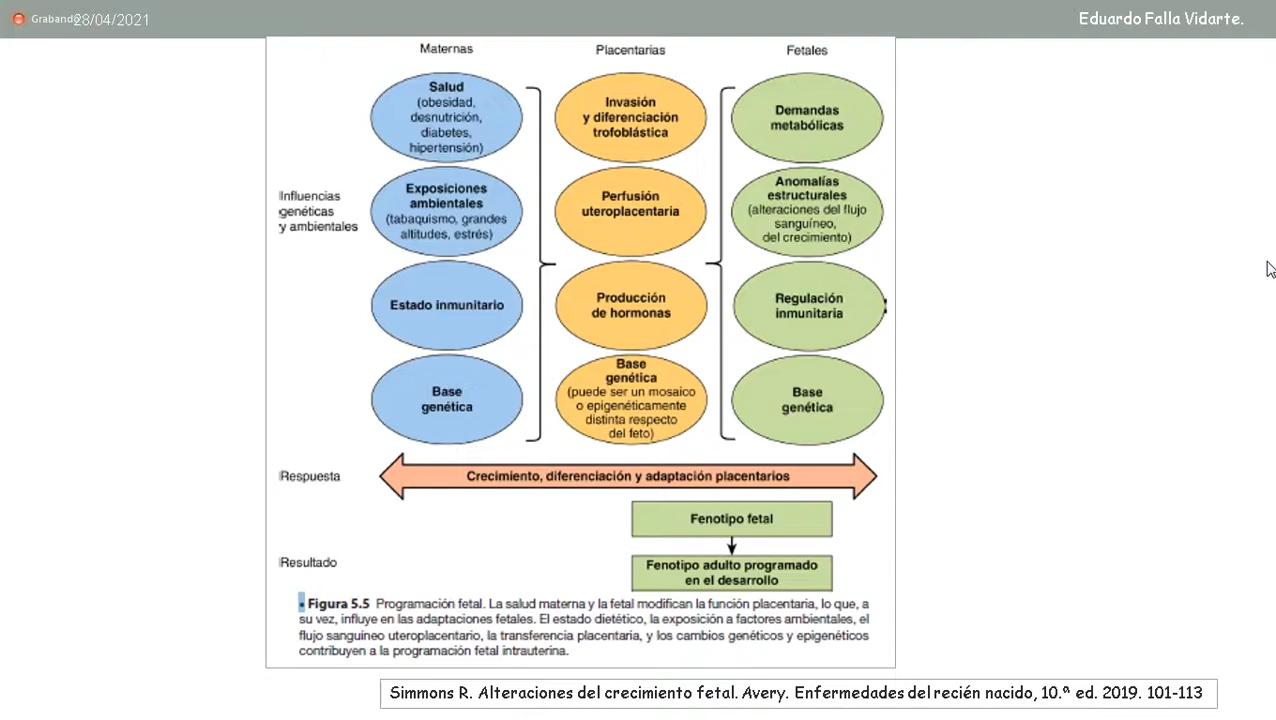 Grabando
28/04/2021
Eduardo Falla Vidarte.
Maternas
Placentarias
Fetales
Influencias
genéticas
y ambientales
Salud
(obesidad,
desnutrición,
diabetes,
hipertensión)
Exposiciones
ambientales
(tabaquismo, grandes
altitudes, estrés)
Estado inmunitario
Base
genética
Invasión
y diferenciación
trofoblástica
Perfusión
uteroplacentaria
Producción
de hormonas
Base
genética
(puede ser un mosaico
o epigenéticamente
distinta respecto
del feto)
Demandas
metabólicas
Anomalías
estructurales
(alteraciones del flujo
sanguíneo,
del crecimiento)
Regulación
inmunitaria
Base
genética
Respuesta
Crecimiento, diferenciación y adaptación placentarios
Resultado
Fenotipo fetal
Fenotipo adulto programado
en el desarrollo
• Figura 5.5 Programación fetal. La salud materna y la fetal modifican la función placentaria, lo que, a
su vez, influye en las adaptaciones fetales. El estado dietético, la exposición a factores ambientales, el
flujo sanguíneo uteroplacentario, la transferencia placentaria, y los cambios genéticos y epigenéticos
contribuyen a la programación fetal intrauterina.
Simmons R. Alteraciones del crecimiento fetal. Avery. Enfermedades del recién nacido, 10.ª ed. 2019. 101-113